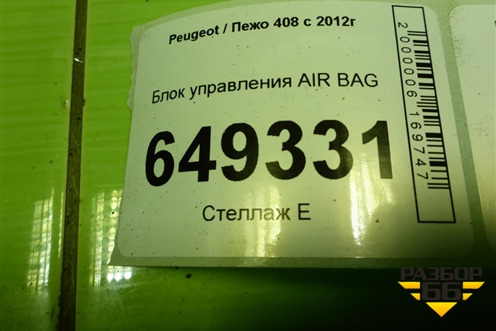 Peugeot / Пежо 408 с 2012г
Блок управления AIR BAG
649331
Стеллаж Е
2000006169747
РАЗБОР
66